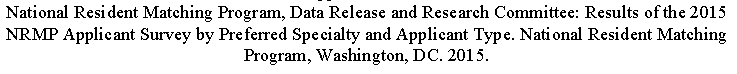 National Resident Matching Program, Data Release and Research Committee: Results of the 2015
NRMP Applicant Survey by Preferred Specialty and Applicant Type. National Resident Matching
Program, Washington, DC. 2015.